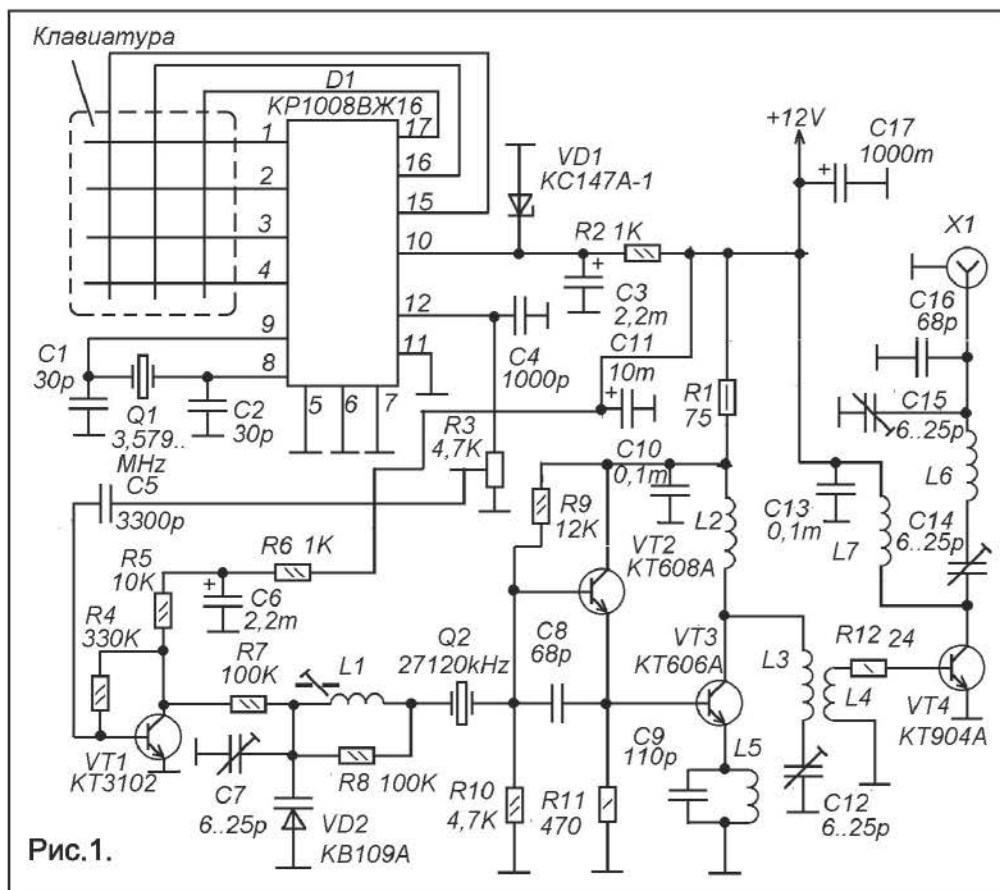 Клавиатура
D1
КР1008ВЖ16
1
2
3
4
9
8
17
16
15
10
12
11
5
6
7
VD1
КС147А-1
+12V
C17
1000m
X1
R2 1K
C3
2,2m
C16
68p
C1
30p
Q1
3,579..
MHz
C2
30p
C4
1000p
C11
10m
R1
75
C15
6..25p
R3
4,7K
C5
3300p
C10
0,1m
R9
12K
L2
L6
C13
0,1m
L7
C14
6..25p
R5
10K
R6 1K
C6
2,2m
VT2
КТ608А
R4
330K
R7
100K
L1
Q2
27120kHz
C8
68p
VT3
КТ606А
L3
R12 24
L4
VT4
КТ904А
VT1
КТ3102
C7
6..25p
R8 100K
VD2
КВ109А
R10
4,7K
R11
470
C9
110p
L5
C12
6..25p
Рис.1.